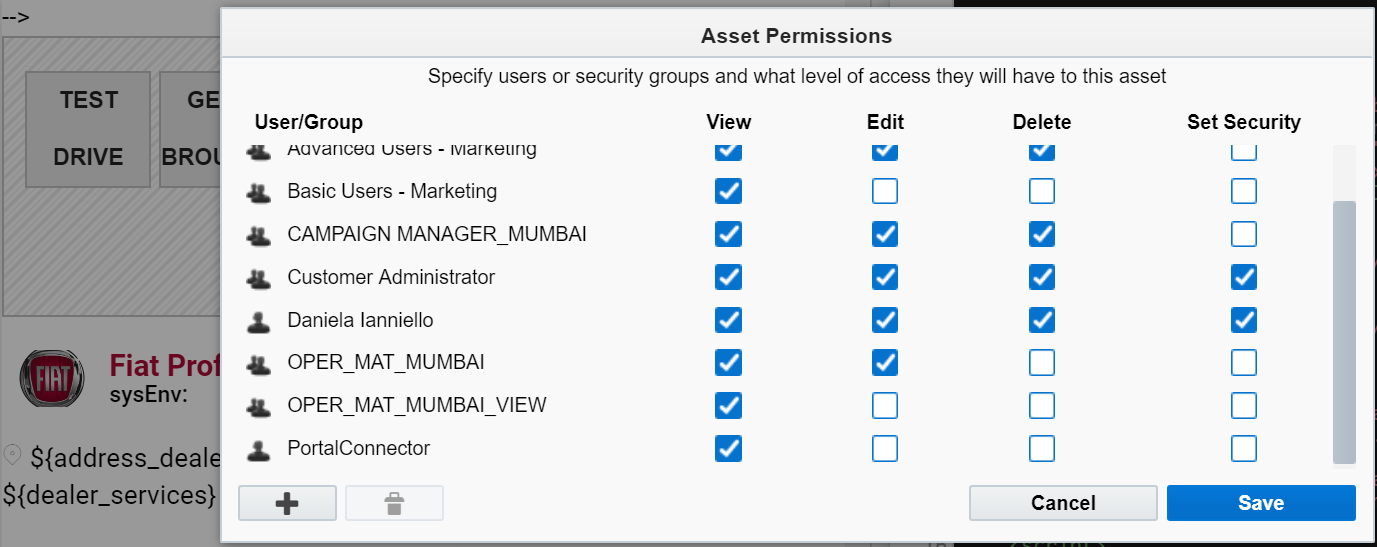 -->
TEST
DRIVE
GE
BROU
FIAT
Fiat Prof
sysEnv:
${address_deale
${dealer_services}
Asset Permissions
Specify users or security groups and what level of access they will have to this asset
User/Group View Edit Delete Set Security
Advanced Users - Marketing
Basic Users - Marketing
CAMPAIGN MANAGER_MUMBAI
Customer Administrator
Daniela Ianniello
OPER_MAT_MUMBAI
OPER_MAT_MUMBAI_VIEW
PortalConnector
Cancel Save